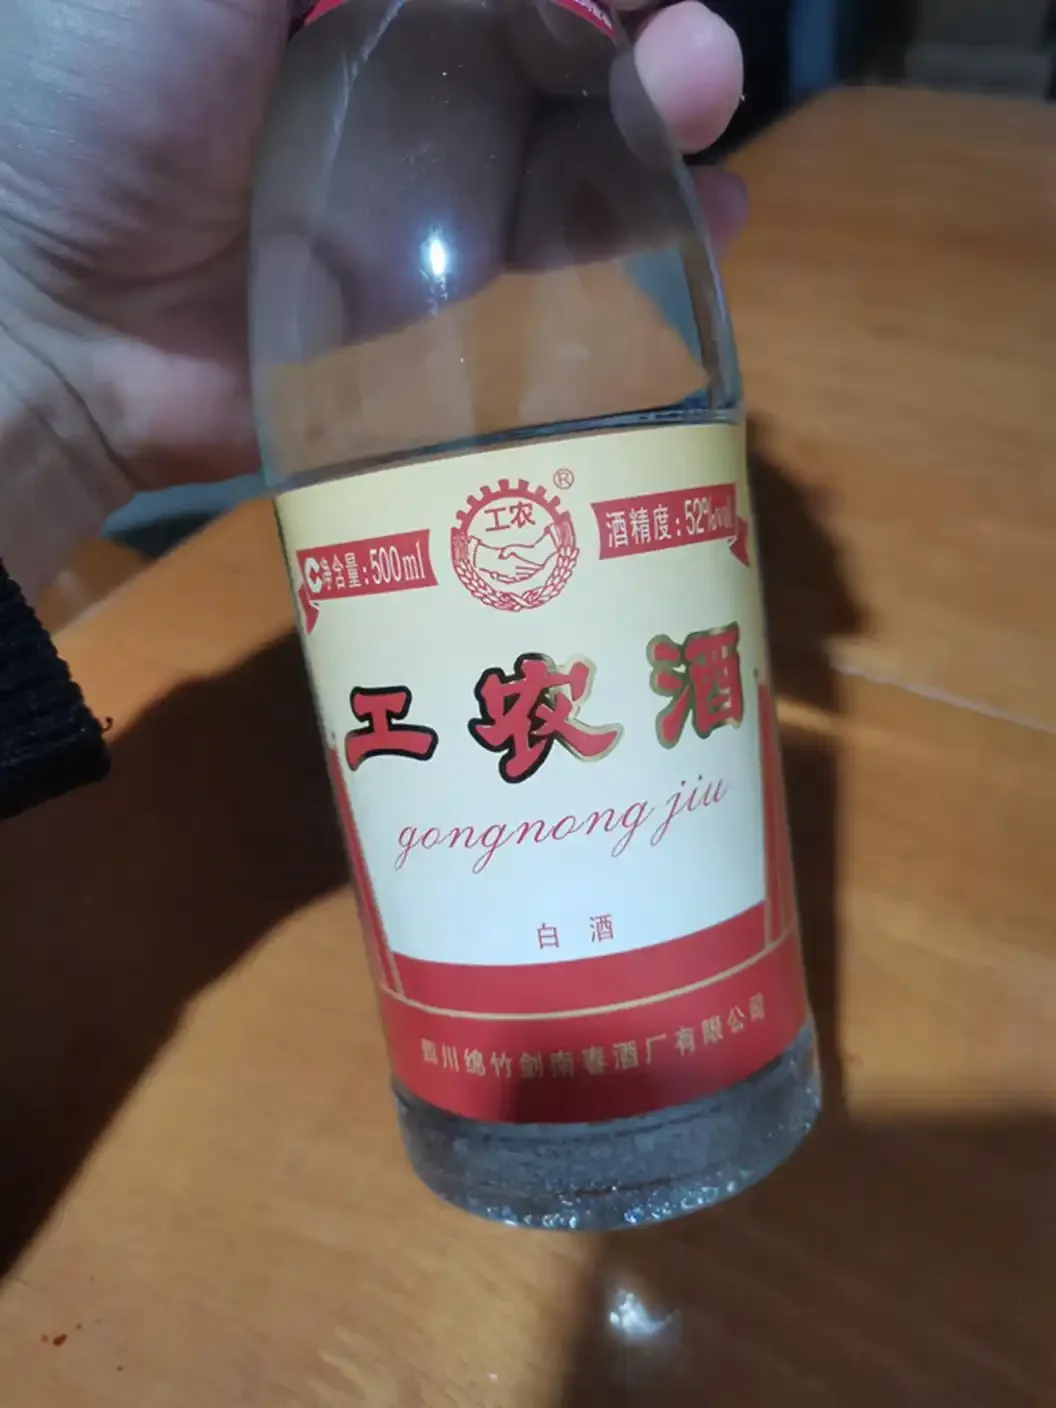 工农
®
C净含量:500ml
酒精度:52%vol
工农酒
gongnong jiu
白酒
四川绵竹剑南春酒厂有限公司